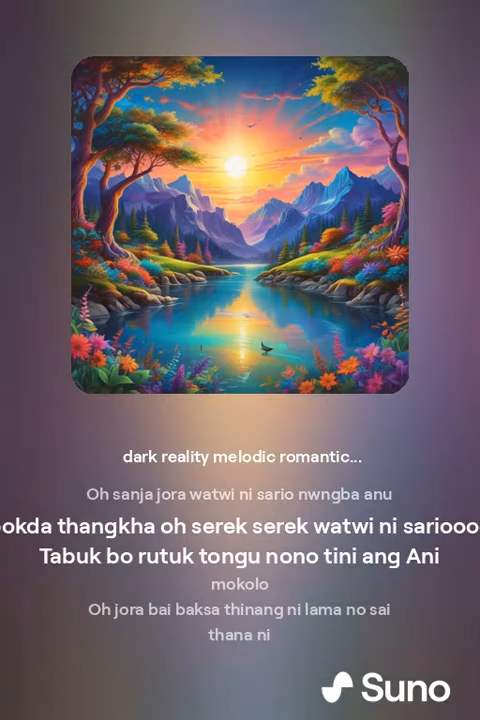 dark reality melodic romantic...
Oh sanja jora watwi ni sario nwngba anu
thangkha oh serek serek watwi ni sariooo
Tabuk bo rutuk tongu nono tini ang Ani
mokolo
Oh jora bai baksa thinang ni lama no sai
thana ni
Suno